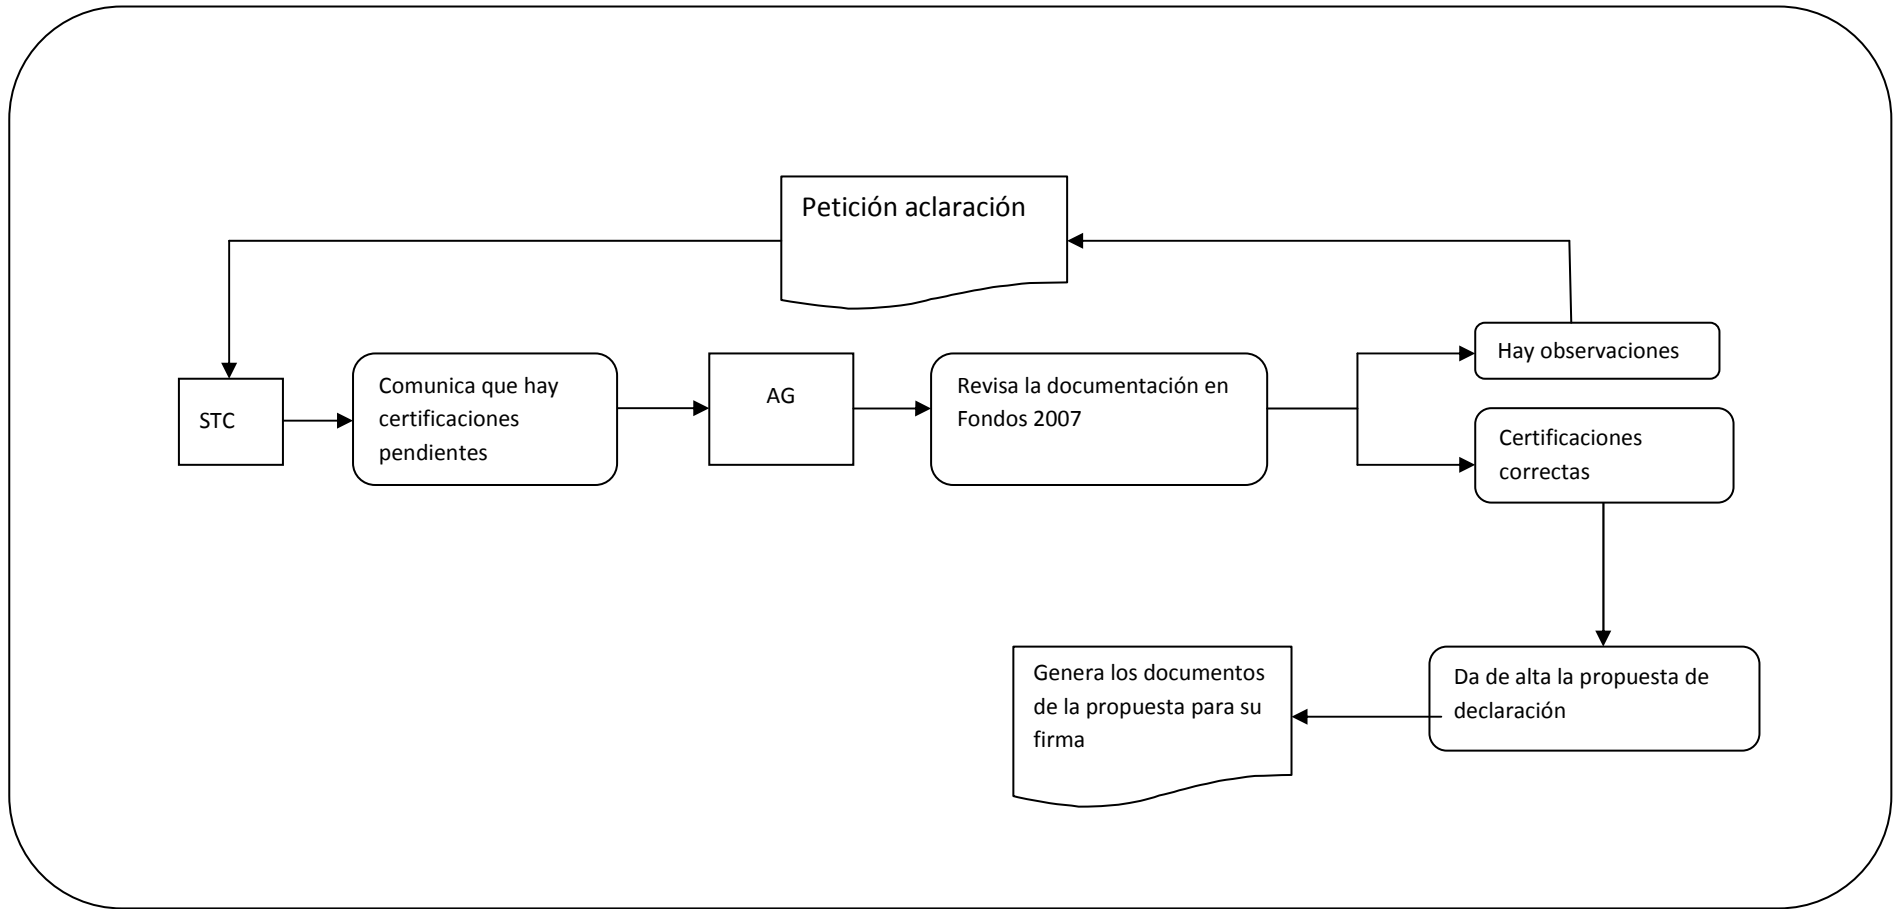 Petición aclaración
STC
Comunica que hay
certificaciones
pendientes
AG
Revisa la documentación en
Fondos 2007
Hay observaciones
Certificaciones
correctas
Genera los documentos
de la propuesta para su
firma
Da de alta la propuesta de
declaración